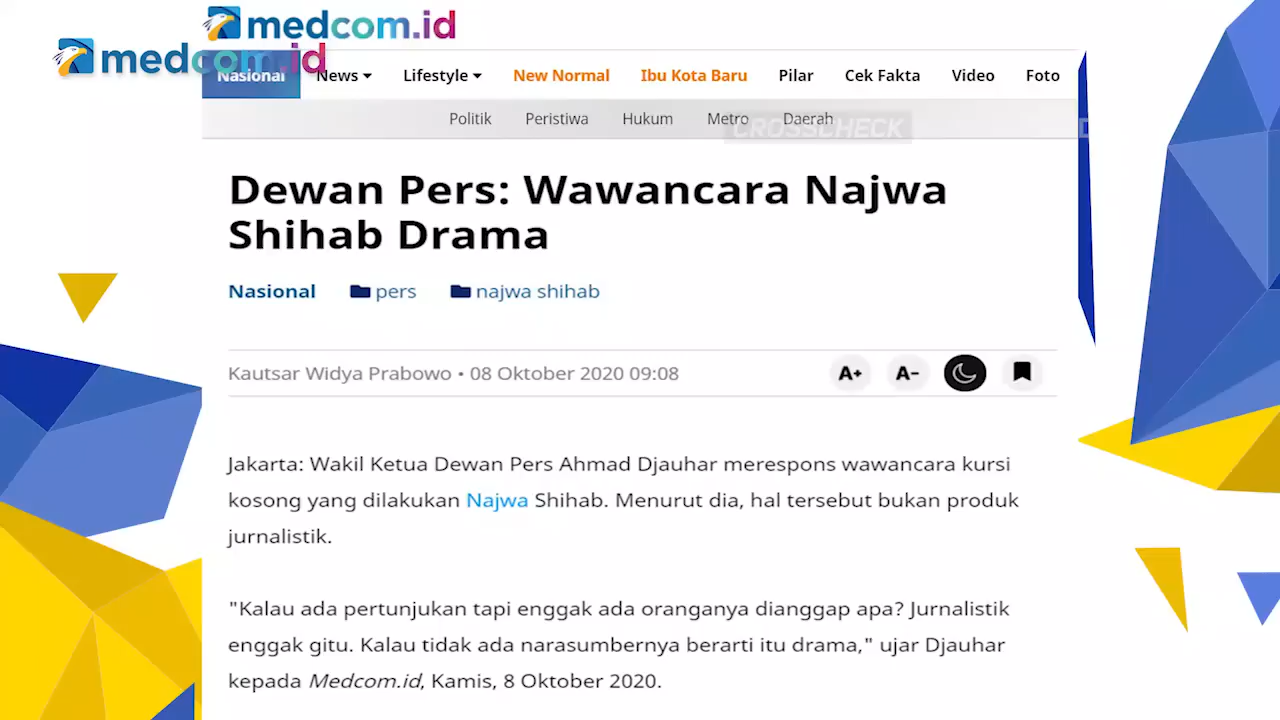 medcom.id
medcom.id
Nasional News Lifestyle New Normal Ibu Kota Baru Pilar Cek Fakta Video Foto
Politik Peristiwa Hukum Metro Daerah
CROSSCHECK
Dewan Pers: Wawancara Najwa
Shihab Drama
Nasional pers najwa shihab
Kautsar Widya Prabowo • 08 Oktober 2020 09:08
A+ A-
Jakarta: Wakil Ketua Dewan Pers Ahmad Djauhar merespons wawancara kursi
kosong yang dilakukan Najwa Shihab. Menurut dia, hal tersebut bukan produk
jurnalistik.
"Kalau ada pertunjukan tapi enggak ada oranganya dianggap apa? Jurnalistik
enggak gitu. Kalau tidak ada narasumbernya berarti itu drama," ujar Djauhar
kepada Medcom.id, Kamis, 8 Oktober 2020.